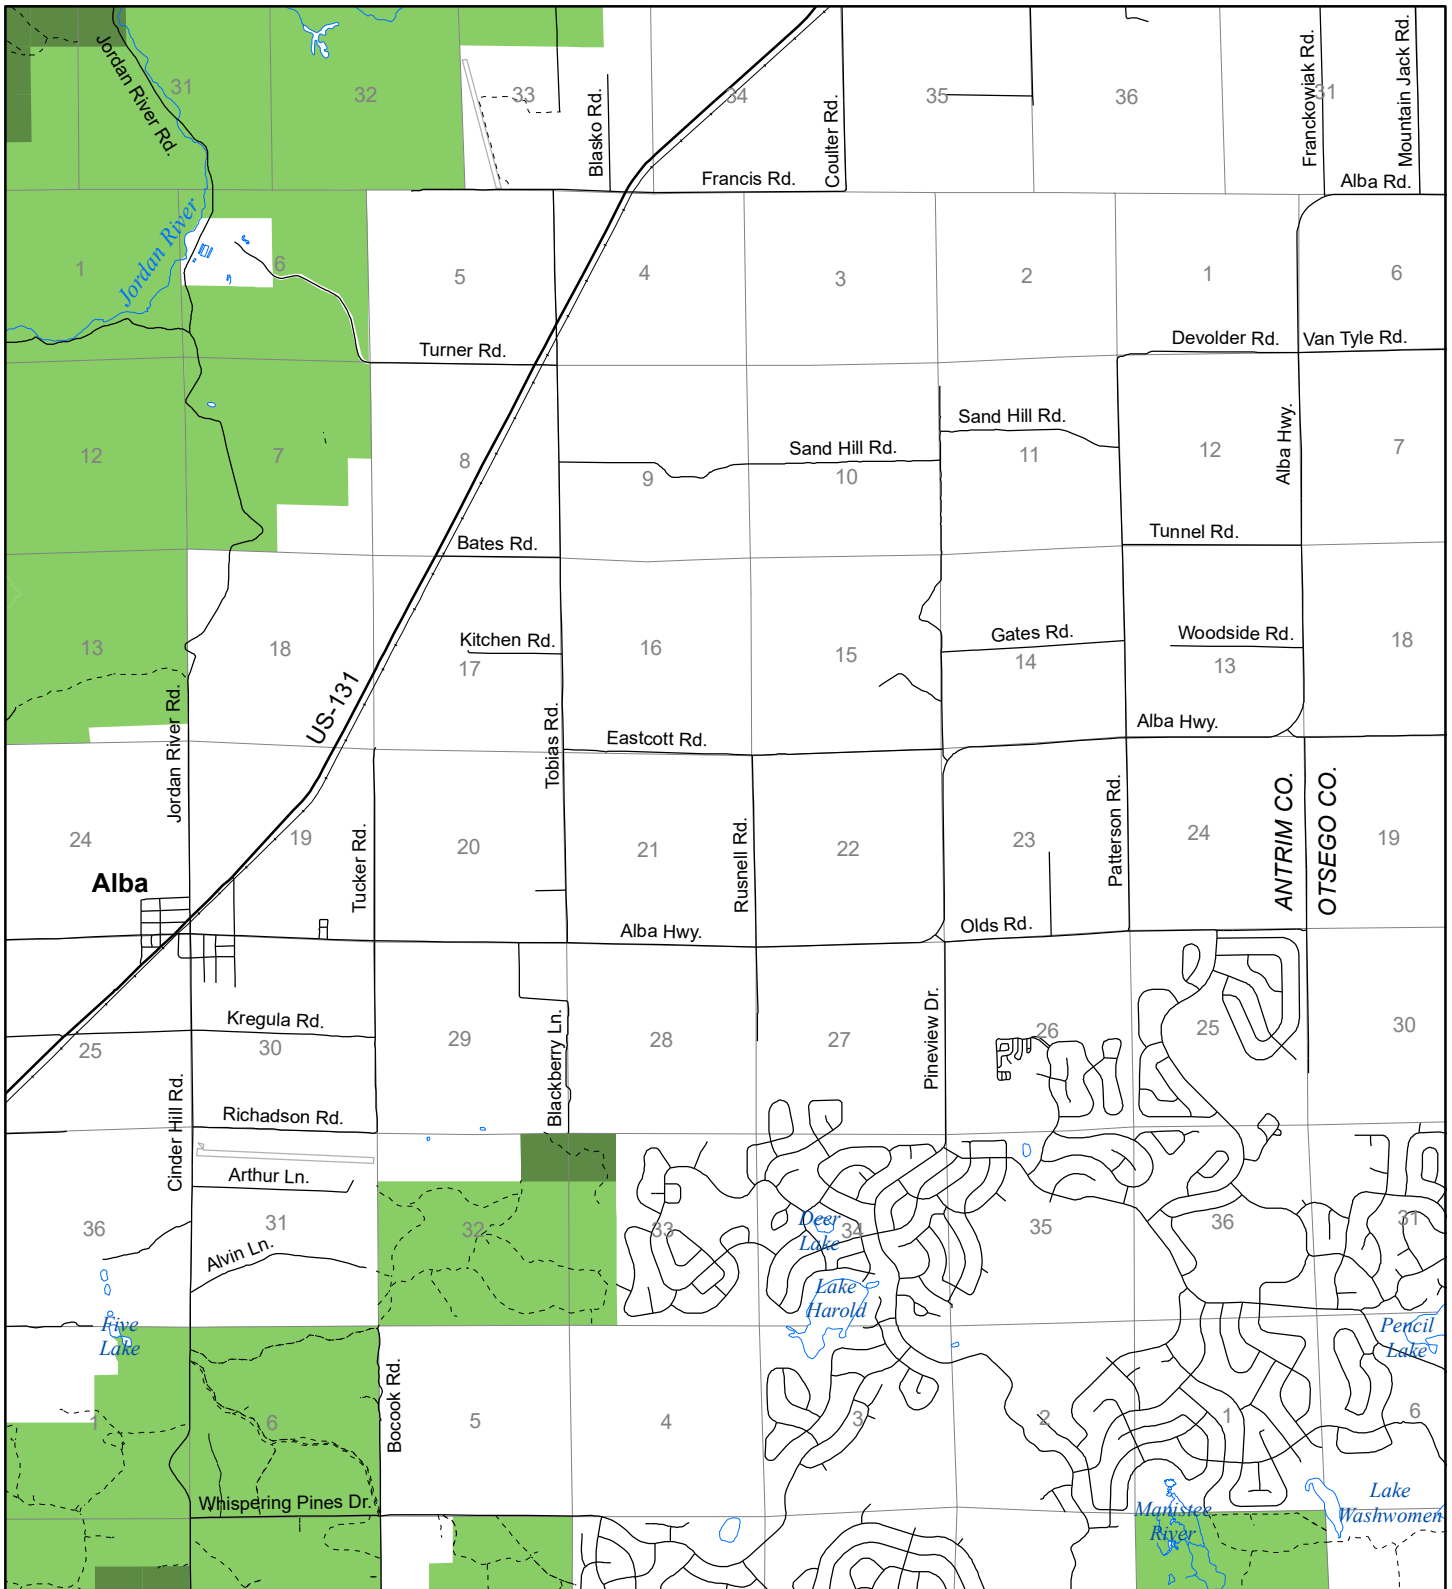 Jordan River Rd.
31
32
33
Blasko Rd.
34
Coulter Rd.
35
36
Franckowiak Rd.
31
Mountain Jack Rd.
Francis Rd.
Alba Rd.
Jordan River
1
6
5
4
3
2
1
6
Turner Rd.
Devolder Rd.
Van Tyle Rd.
12
7
8
9
Sand Hill Rd.
10
Sand Hill Rd.
11
12
Alba Hwy.
7
Bates Rd.
Tunnel Rd.
13
18
Kitchen Rd.
17
16
15
Gates Rd.
14
Woodside Rd.
13
18
US-131
Jordan River Rd.
Tobias Rd.
Eastcott Rd.
Alba Hwy.
24
19
Tucker Rd.
20
21
Rusnell Rd.
22
23
Patterson Rd.
24
ANTRIM CO.
OTSEGO CO.
19
Alba
Alba Hwy.
Olds Rd.
25
Kregula Rd.
30
29
Blackberry Ln.
28
27
Pineview Dr.
26
25
30
Cinder Hill Rd.
Richadson Rd.
Arthur Ln.
36
31
Alvin Ln.
32
33
Deer
Lake
34
35
36
31
Lake
Harold
Five
Lake
Pencil
Lake
1
6
Bocook Rd.
5
4
3
2
1
6
Whispering Pines Dr.
Manistee
River
Lake
Washwomen